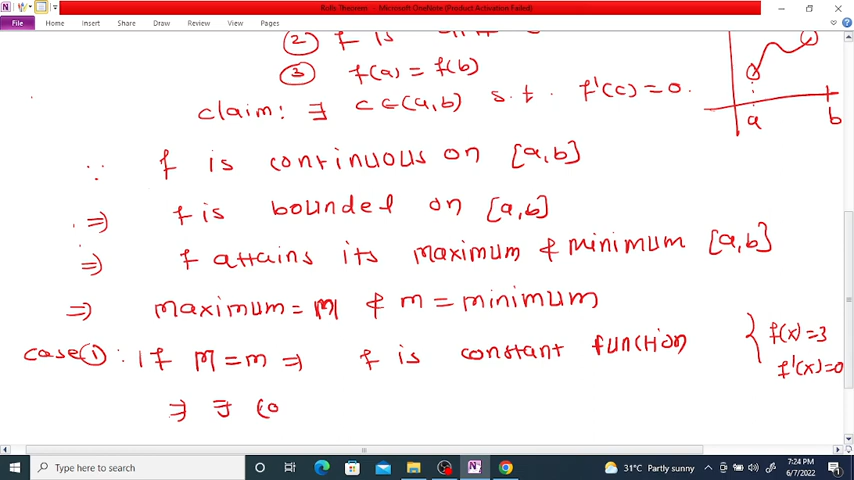 Rolls Theorem - Microsoft OneNote (Product Activation Failed)
File Home Insert Share Draw Review View Pages
② f is
③ f(a) = f(b)
claim: ∃ c∈(a,b) s.t. f'(c)=0.
a b
∵ f is continuous on [a,b]
⇒ f is bounded on [a,b]
⇒ f attains its maximum & minimum [a,b]
⇒ maximum = M & m = minimum
case①: If M = m ⇒ f is constant function
f(x)=3
f'(x)=0
⇒ ∃ (o
Type here to search
31°C Partly sunny
7:24 PM
6/7/2022